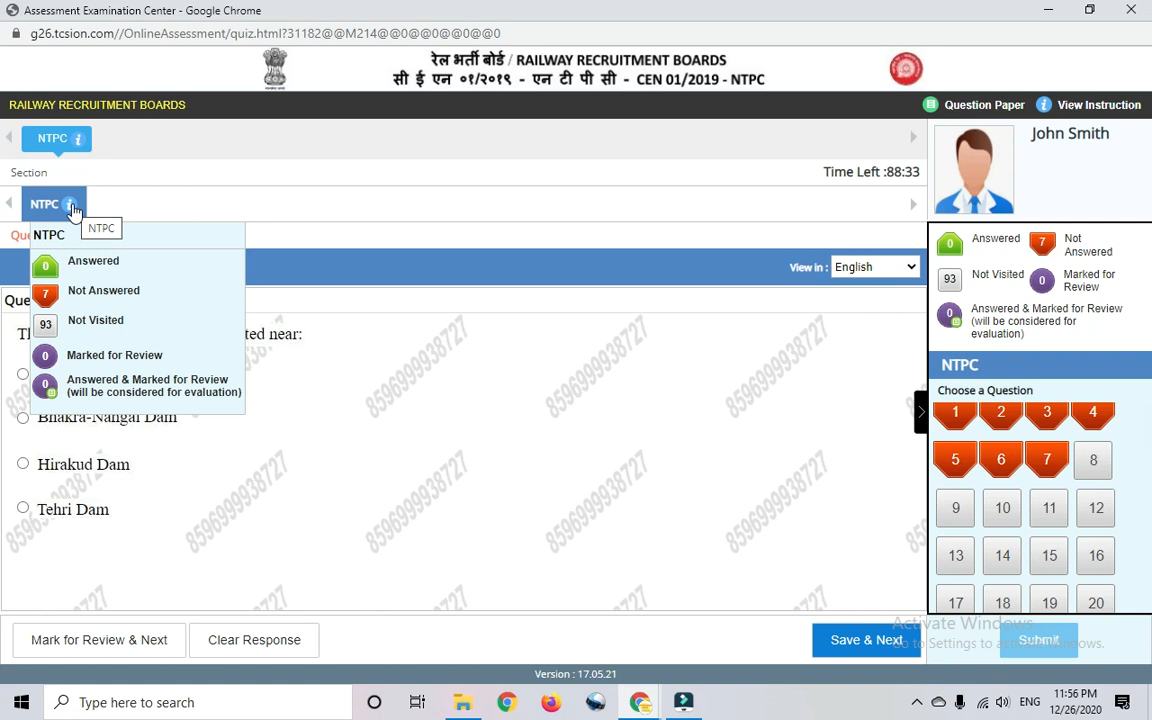 Assessment Examination Center - Google Chrome
g26.tcsion.com//OnlineAssessment/quiz.html?31182@@M214@@0@@0@@0@@0
रेल भर्ती बोर्ड / RAILWAY RECRUITMENT BOARDS
सी ई एन ०१/२०१९ - एन टी पी सी - CEN 01/2019 - NTPC
RAILWAY RECRUITMENT BOARDS
Question Paper View Instruction
NTPC
John Smith
Section
Time Left :88:33
NTPC
NTPC
NTPC
0 Answered
7 Not Answered
93 Not Visited
0 Marked for Review
0 Answered & Marked for Review
(will be considered for evaluation)
View in : English
ted near:
Bhakra-Nangal Dam
Hirakud Dam
Tehri Dam
859699993872​7
0 Answered 7 Not Answered
93 Not Visited 0 Marked for Review
0 Answered & Marked for Review
(will be considered for
evaluation)
NTPC
Choose a Question
1 2 3 4
5 6 7 8
9 10 11 12
13 14 15 16
17 18 19 20
Mark for Review & Next Clear Response Save & Next Submit
Activate Windows
Go to Settings to activate Windows.
Version : 17.05.21
Type here to search
ENG
11:56 PM
12/26/2020